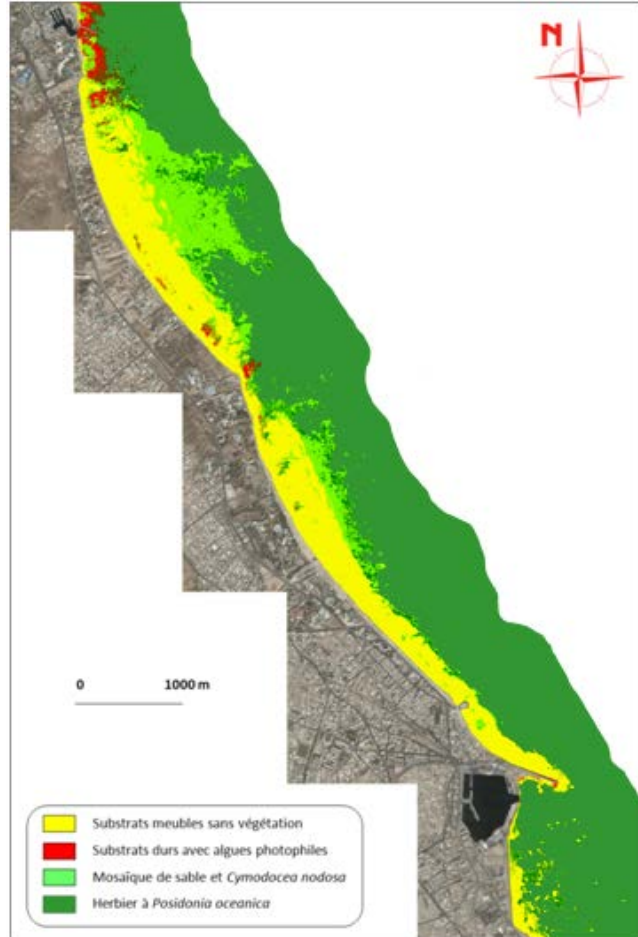 N
0 1000 m
Substrats meubles sans végétation
Substrats durs avec algues photophiles
Mosaïque de sable et Cymodocea nodosa
Herbier à Posidonia oceanica